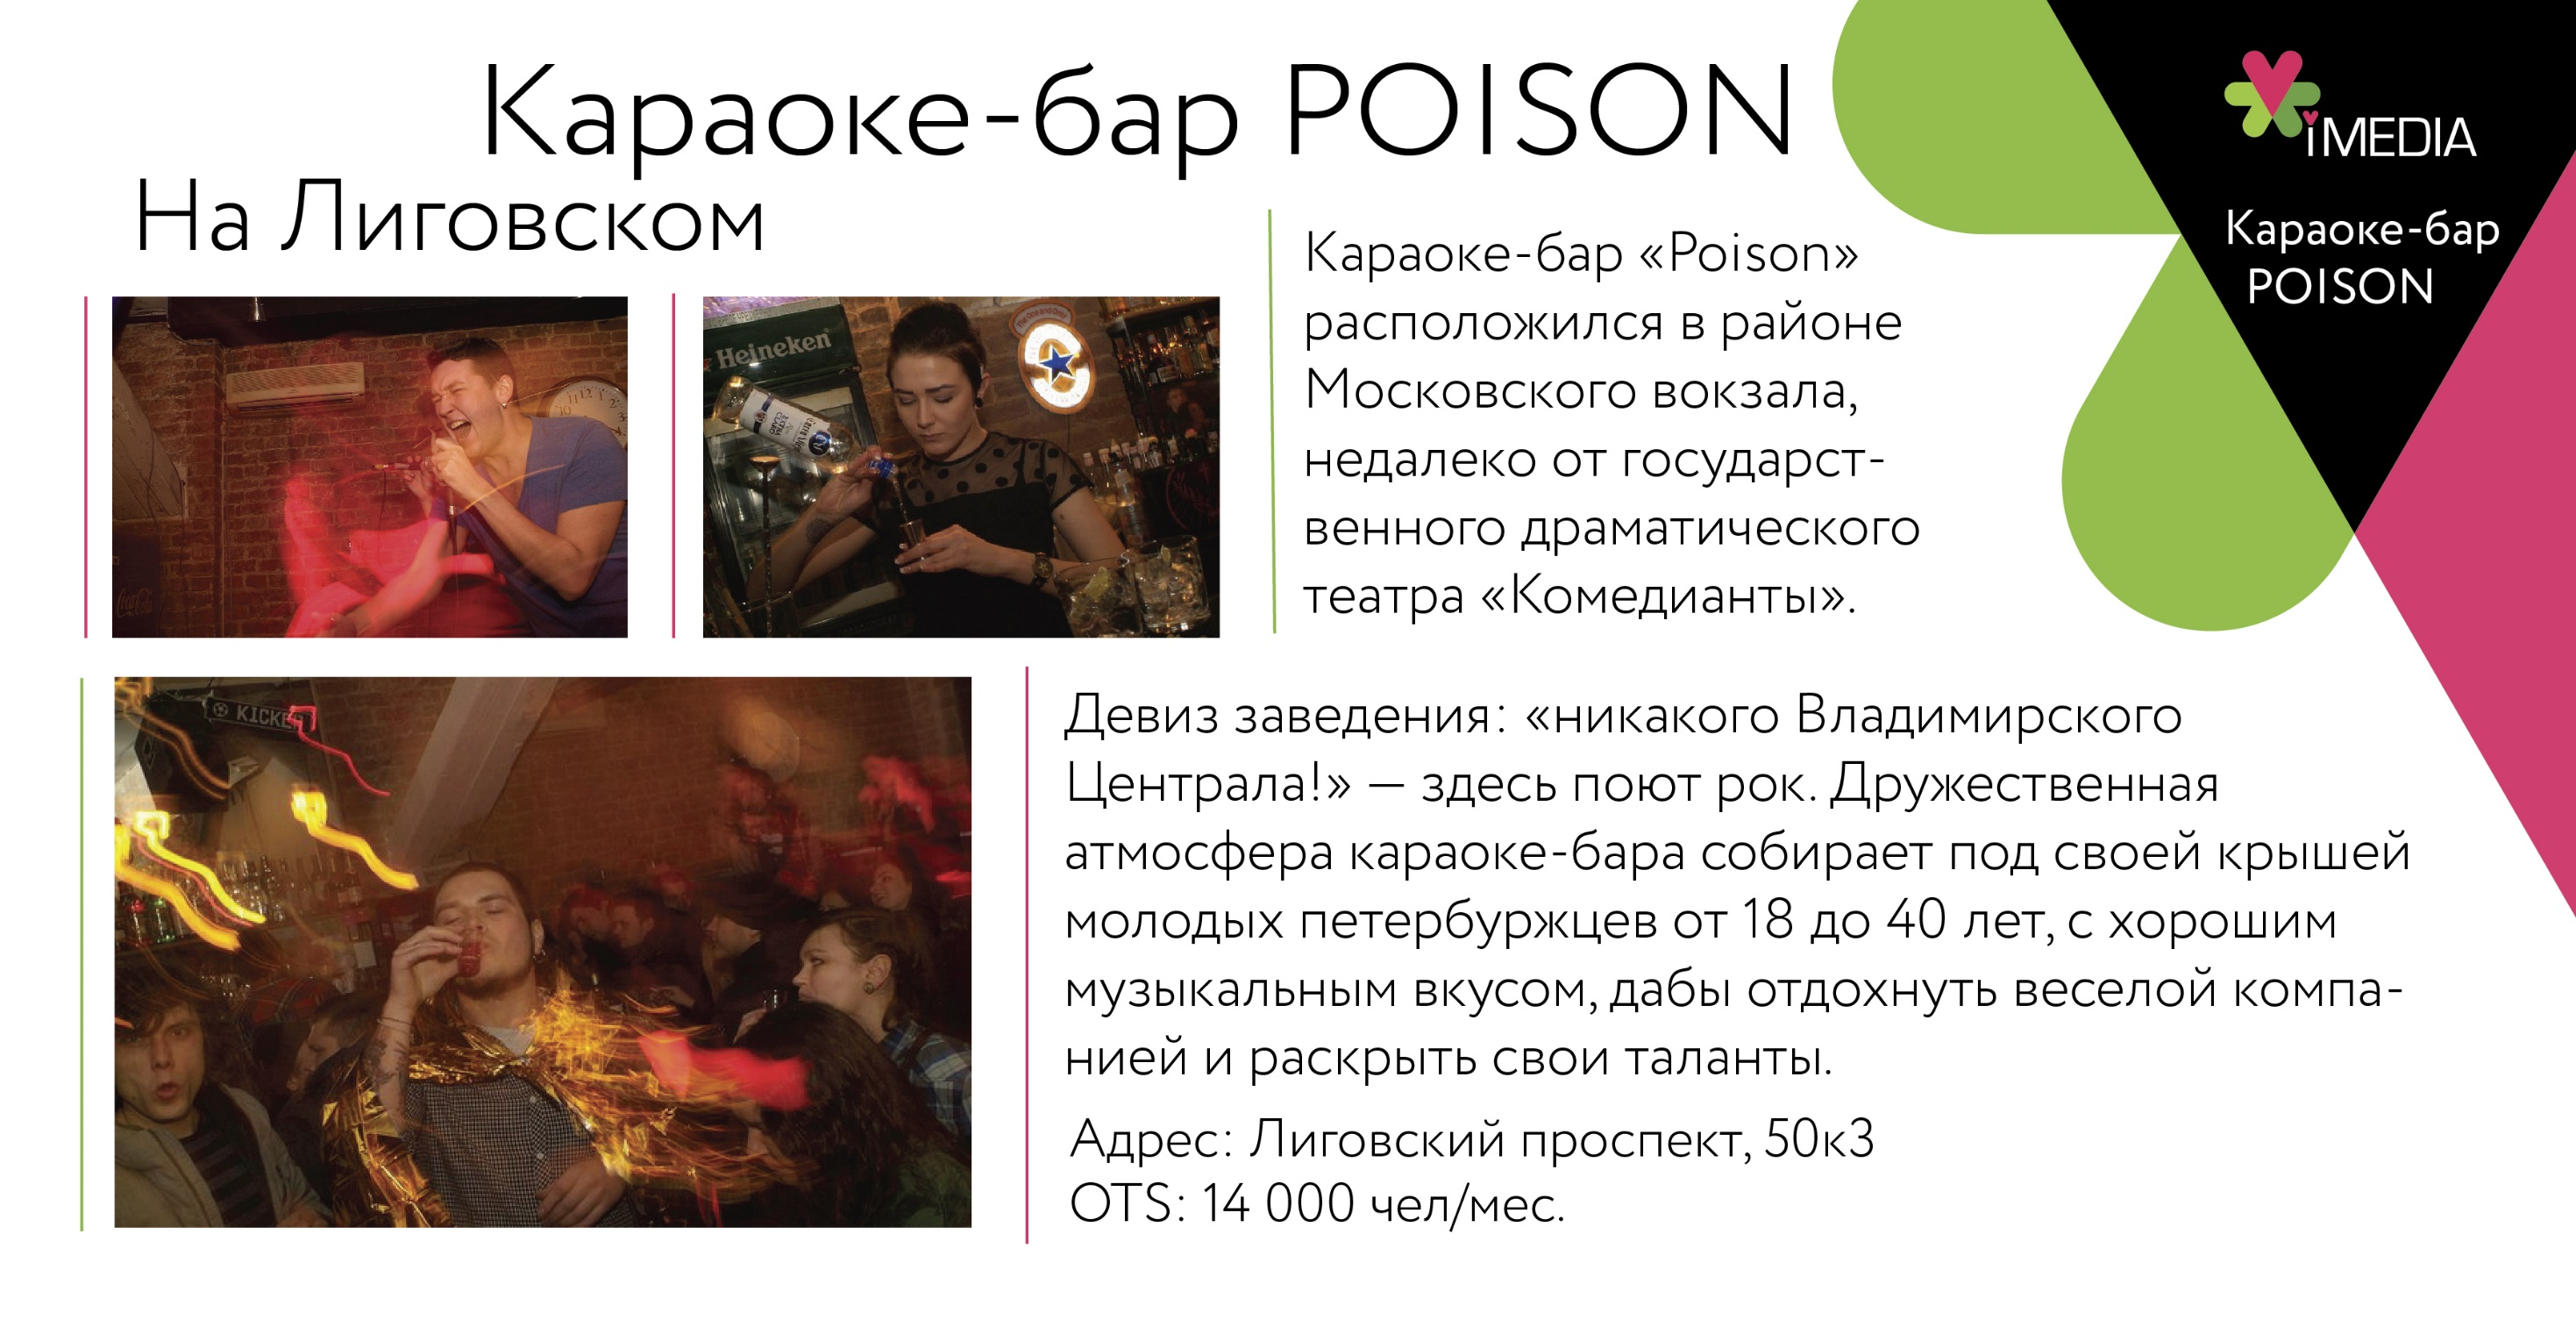 Караоке-бар POISON
На Лиговском
iMEDIA
Караоке-бар
POISON
Heineken
KICKE
Караоке-бар «Poison»
расположился в районе
Московского вокзала,
недалеко от государст-
венного драматического
театра «Комедианты».
Девиз заведения: «никакого Владимирского
Централа!» — здесь поют рок. Дружественная
атмосфера караоке-бара собирает под своей крышей
молодых петербуржцев от 18 до 40 лет, с хорошим
музыкальным вкусом, дабы отдохнуть веселой компа-
нией и раскрыть свои таланты.
Адрес: Лиговский проспект, 50к3
OTS: 14 000 чел/мес.